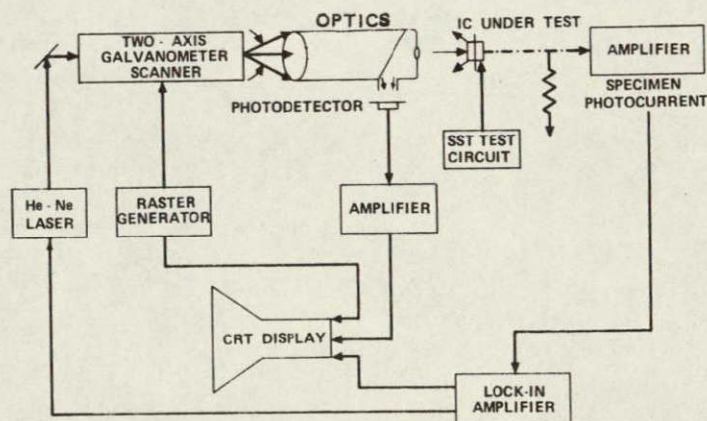 OPTICS
IC UNDER TEST
TWO - AXIS
GALVANOMETER
SCANNER
AMPLIFIER
SPECIMEN
PHOTOCURRENT
PHOTODETECTOR
SST TEST
CIRCUIT
He - Ne
LASER
RASTER
GENERATOR
AMPLIFIER
CRT DISPLAY
LOCK-IN
AMPLIFIER